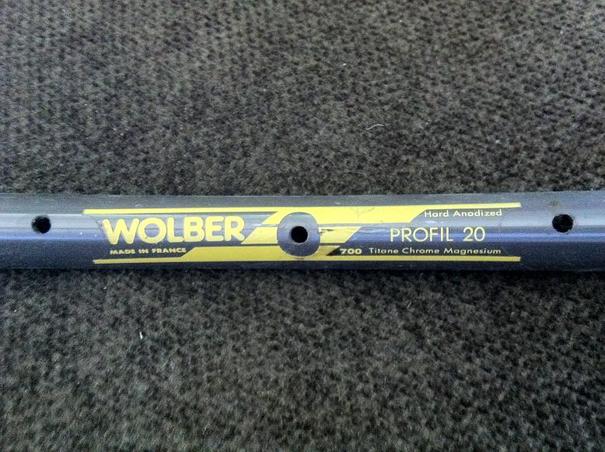 WOLBER
MADE IN FRANCE
Hard Anodized
PROFIL 20
700 Titane Chrome Magnesium